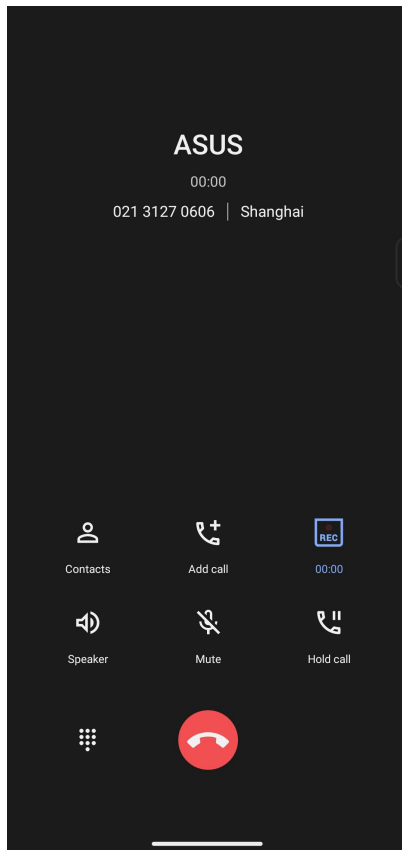 ASUS
00:00
021 3127 0606 | Shanghai
REC
Contacts Add call 00:00
Speaker Mute Hold call